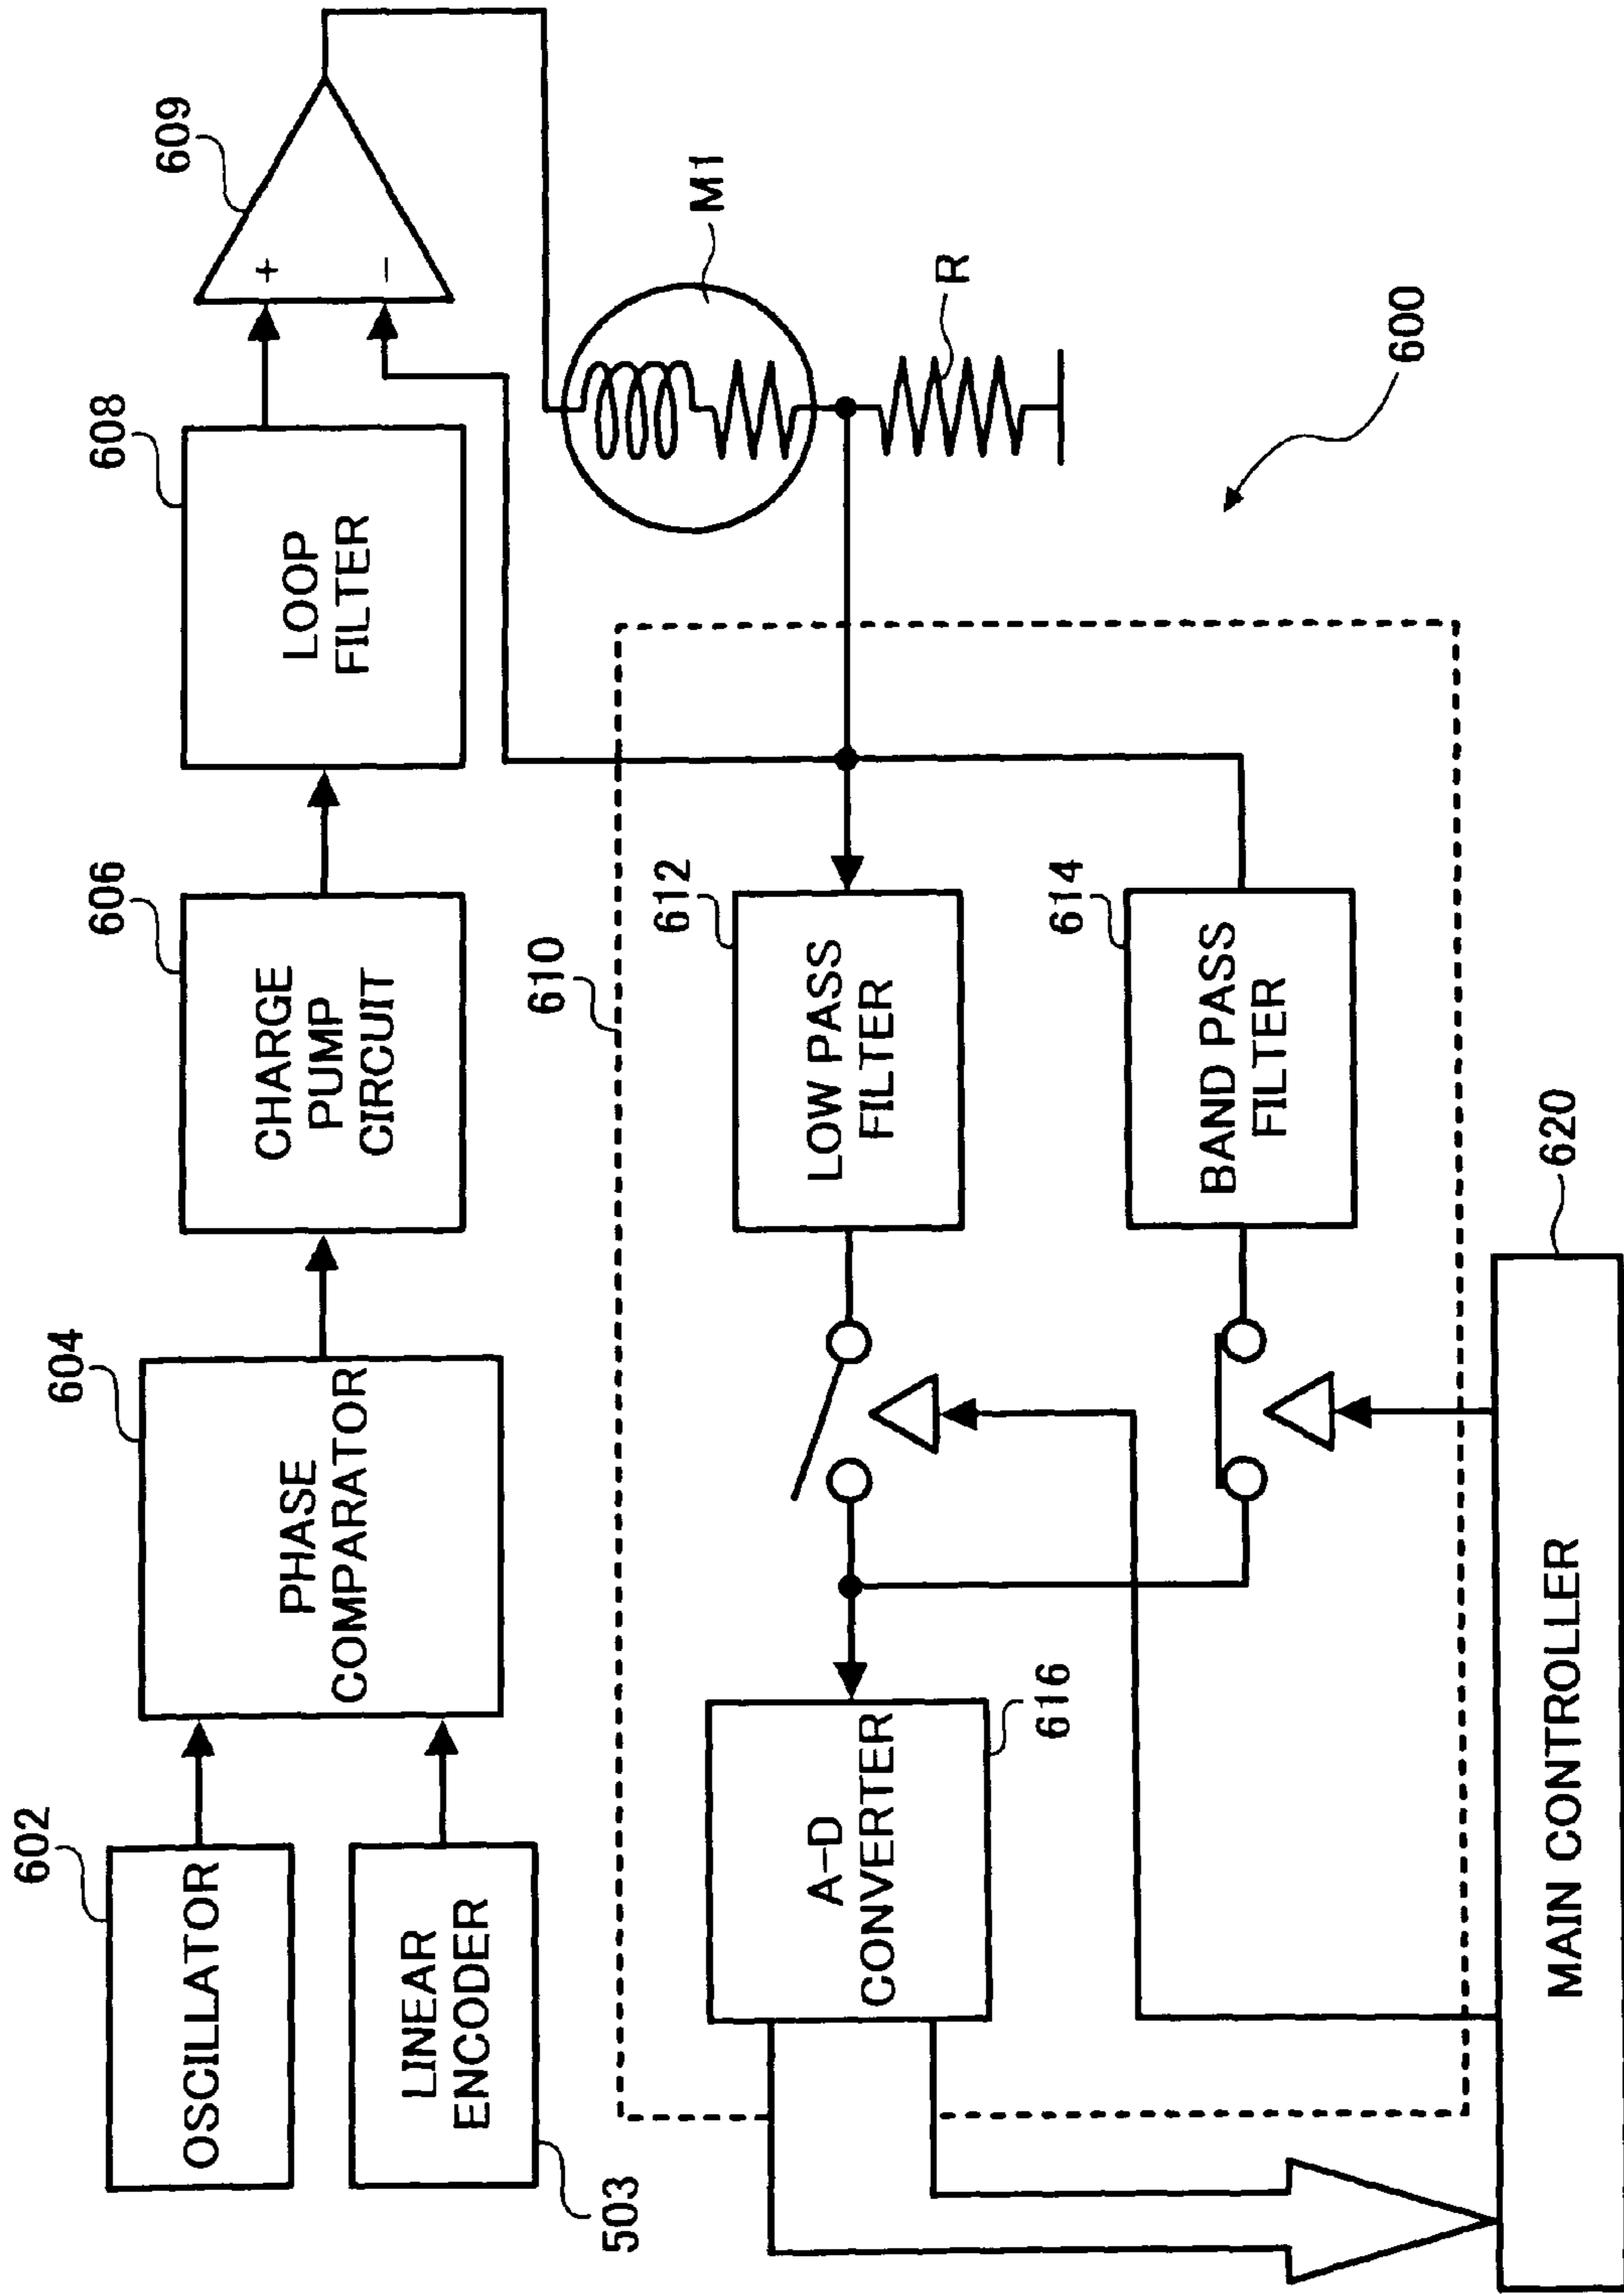 602
OSCILLATOR
LINEAR
ENCODER
503
604
PHASE
COMPARATOR
606
CHARGE
PUMP
CIRCUIT
608
LOOP
FILTER
609
+
−
M1
R
600
610
612
LOW PASS
FILTER
614
BAND PASS
FILTER
A-D
CONVERTER
616
620
MAIN CONTROLLER